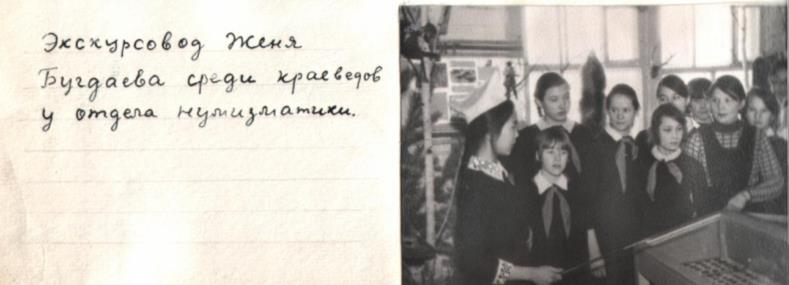 Экскурсовод Женя
Бугдаева среди краеведов
у отдела нумизматики.